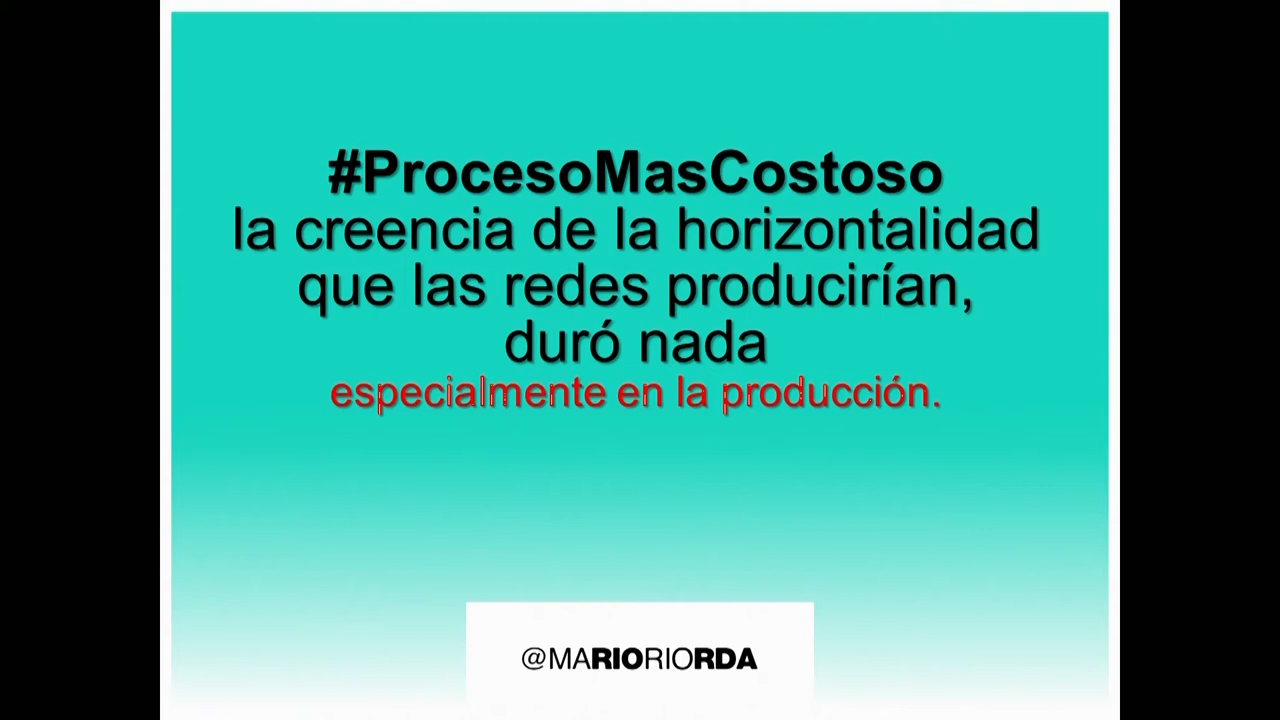 #ProcesoMasCostoso
la creencia de la horizontalidad
que las redes producirían,
duró nada
especialmente en la producción.
@MARIORIORDA